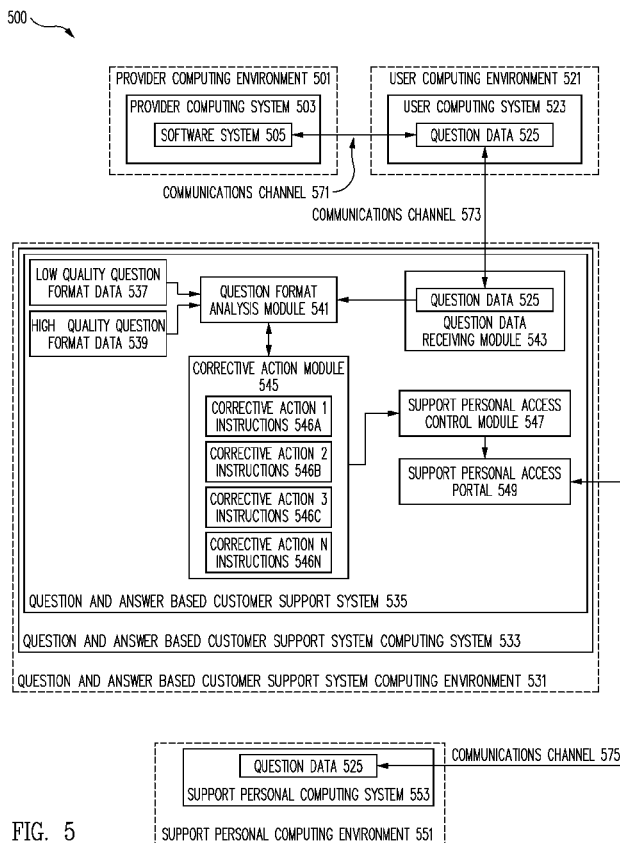 500
PROVIDER COMPUTING ENVIRONMENT 501
PROVIDER COMPUTING SYSTEM 503
SOFTWARE SYSTEM 505
USER COMPUTING ENVIRONMENT 521
USER COMPUTING SYSTEM 523
QUESTION DATA 525
COMMUNICATIONS CHANNEL 571
COMMUNICATIONS CHANNEL 573
LOW QUALITY QUESTION
FORMAT DATA 537
HIGH QUALITY QUESTION
FORMAT DATA 539
QUESTION FORMAT
ANALYSIS MODULE 541
QUESTION DATA 525
QUESTION DATA
RECEIVING MODULE 543
CORRECTIVE ACTION MODULE
545
CORRECTIVE ACTION 1
INSTRUCTIONS 546A
CORRECTIVE ACTION 2
INSTRUCTIONS 546B
CORRECTIVE ACTION 3
INSTRUCTIONS 546C
CORRECTIVE ACTION N
INSTRUCTIONS 546N
SUPPORT PERSONAL ACCESS
CONTROL MODULE 547
SUPPORT PERSONAL ACCESS
PORTAL 549
QUESTION AND ANSWER BASED CUSTOMER SUPPORT SYSTEM 535
QUESTION AND ANSWER BASED CUSTOMER SUPPORT SYSTEM COMPUTING SYSTEM 533
QUESTION AND ANSWER BASED CUSTOMER SUPPORT SYSTEM COMPUTING ENVIRONMENT 531
COMMUNICATIONS CHANNEL 575
QUESTION DATA 525
SUPPORT PERSONAL COMPUTING SYSTEM 553
SUPPORT PERSONAL COMPUTING ENVIRONMENT 551
FIG. 5